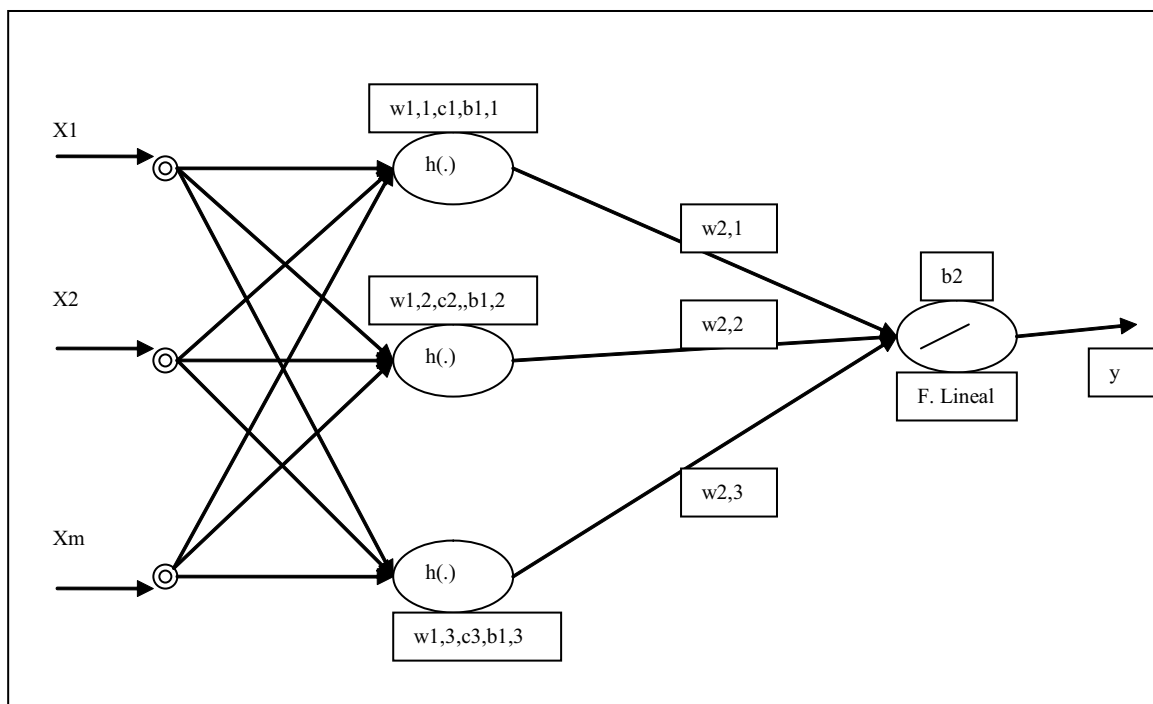 w1,1,c1,b1,1
X1
h(.)
w2,1
b2
X2
w1,2,c2,,b1,2
w2,2
h(.)
y
F. Lineal
w2,3
Xm
h(.)
w1,3,c3,b1,3